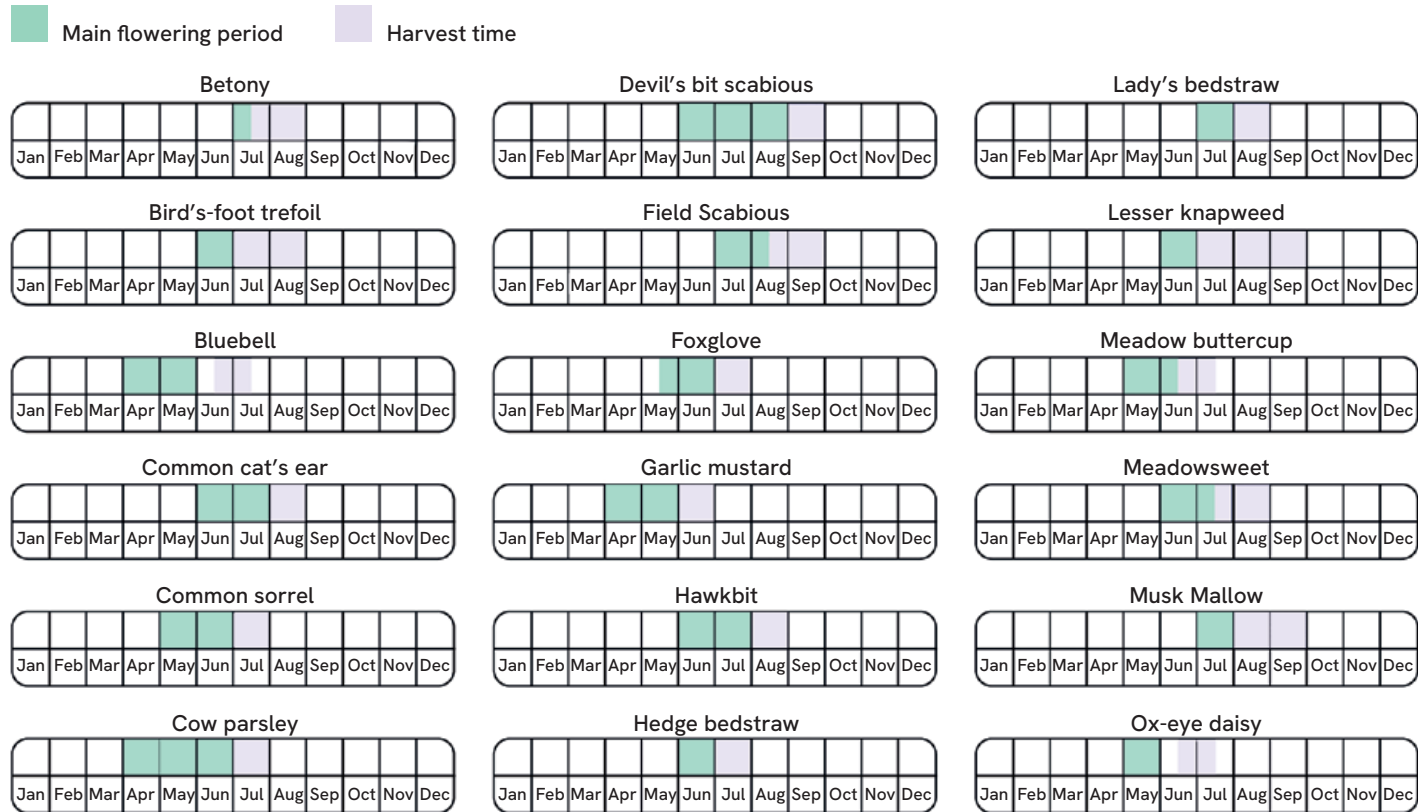 Main flowering period
Harvest time
Betony
Jan Feb Mar Apr May Jun Jul Aug Sep Oct Nov Dec
Devil's bit scabious
Jan Feb Mar Apr May Jun Jul Aug Sep Oct Nov Dec
Lady's bedstraw
Jan Feb Mar Apr May Jun Jul Aug Sep Oct Nov Dec
Bird's-foot trefoil
Jan Feb Mar Apr May Jun Jul Aug Sep Oct Nov Dec
Field Scabious
Jan Feb Mar Apr May Jun Jul Aug Sep Oct Nov Dec
Lesser knapweed
Jan Feb Mar Apr May Jun Jul Aug Sep Oct Nov Dec
Bluebell
Jan Feb Mar Apr May Jun Jul Aug Sep Oct Nov Dec
Foxglove
Jan Feb Mar Apr May Jun Jul Aug Sep Oct Nov Dec
Meadow buttercup
Jan Feb Mar Apr May Jun Jul Aug Sep Oct Nov Dec
Common cat's ear
Jan Feb Mar Apr May Jun Jul Aug Sep Oct Nov Dec
Garlic mustard
Jan Feb Mar Apr May Jun Jul Aug Sep Oct Nov Dec
Meadowsweet
Jan Feb Mar Apr May Jun Jul Aug Sep Oct Nov Dec
Common sorrel
Jan Feb Mar Apr May Jun Jul Aug Sep Oct Nov Dec
Hawkbit
Jan Feb Mar Apr May Jun Jul Aug Sep Oct Nov Dec
Musk Mallow
Jan Feb Mar Apr May Jun Jul Aug Sep Oct Nov Dec
Cow parsley
Jan Feb Mar Apr May Jun Jul Aug Sep Oct Nov Dec
Hedge bedstraw
Jan Feb Mar Apr May Jun Jul Aug Sep Oct Nov Dec
Ox-eye daisy
Jan Feb Mar Apr May Jun Jul Aug Sep Oct Nov Dec